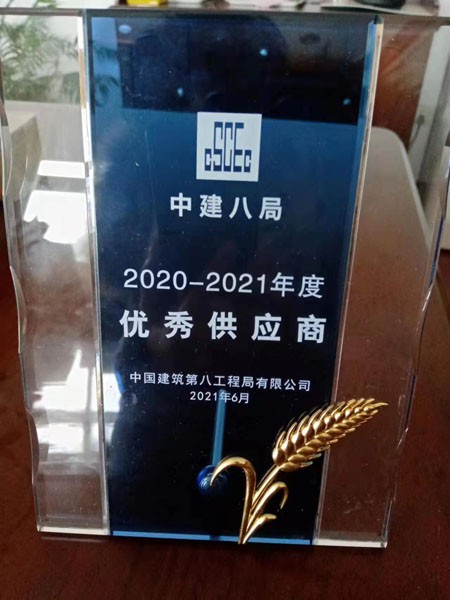 CSCEC
中建八局
2020-2021年度
优秀供应商
中国建筑第八工程局有限公司
2021年6月